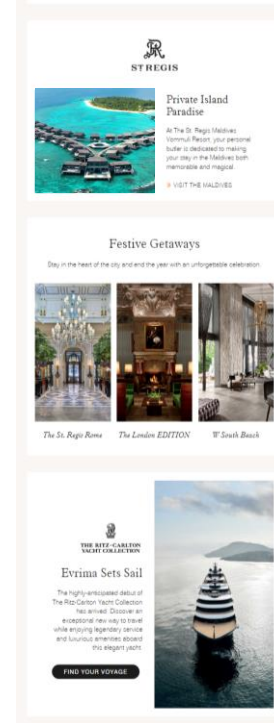 ST REGIS
Private Island
Paradise
At The St. Regis Maldives
Vommuli Resort, your personal
butler is dedicated to making
your stay in the Maldives both
memorable and magical.
» VISIT THE MALDIVES
Festive Getaways
Stay in the heart of the city and end the year with an unforgettable celebration.
The St. Regis Rome
The London EDITION
W South Beach
THE RITZ-CARLTON
YACHT COLLECTION
Evrima Sets Sail
The highly-anticipated debut of
The Ritz-Carlton Yacht Collection
has arrived. Discover an
exceptional new way to travel
while enjoying legendary service
and luxurious amenities aboard
this elegant yacht.
FIND YOUR VOYAGE